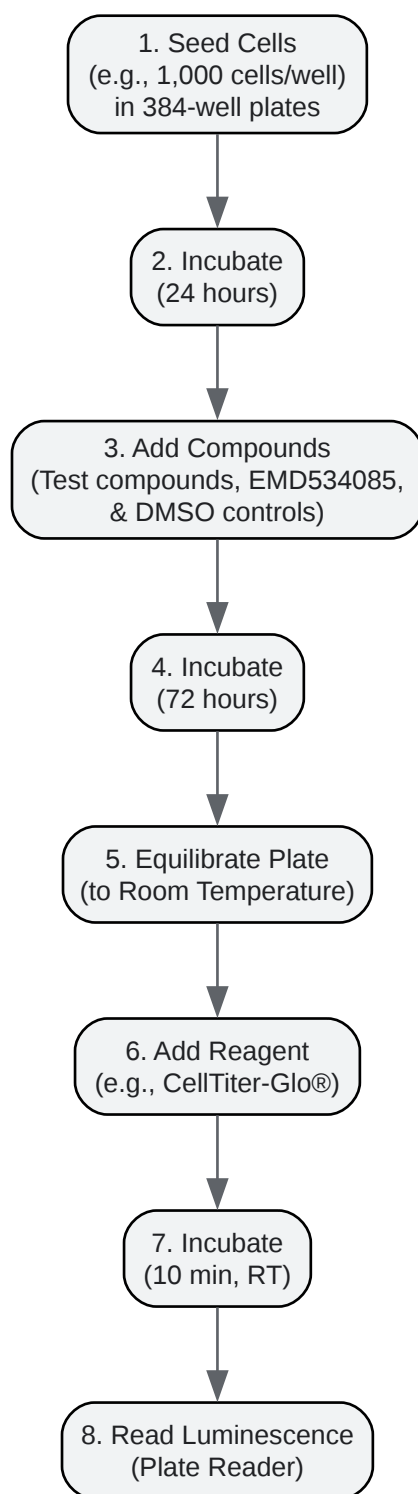 1. Seed Cells
(e.g., 1,000 cells/well)
in 384-well plates
2. Incubate
(24 hours)
3. Add Compounds
(Test compounds, EMD534085,
& DMSO controls)
4. Incubate
(72 hours)
5. Equilibrate Plate
(to Room Temperature)
6. Add Reagent
(e.g., CellTiter-Glo®)
7. Incubate
(10 min, RT)
8. Read Luminescence
(Plate Reader)